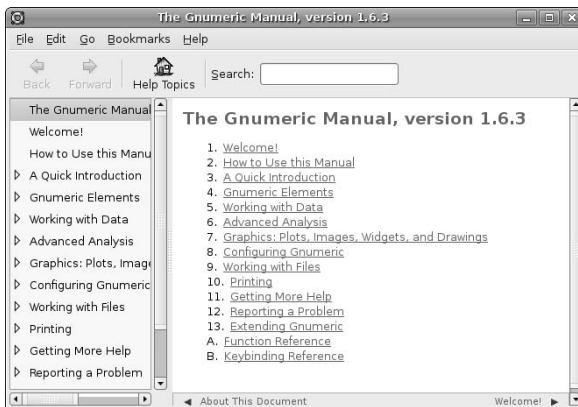 The Gnumeric Manual, version 1.6.3
File Edit Go Bookmarks Help
Back Forward Help Topics Search:
The Gnumeric Manual
Welcome!
How to Use this Manu
A Quick Introduction
Gnumeric Elements
Working with Data
Advanced Analysis
Graphics: Plots, Image
Configuring Gnumeric
Working with Files
Printing
Getting More Help
Reporting a Problem
The Gnumeric Manual, version 1.6.3
1. Welcome!
2. How to Use this Manual
3. A Quick Introduction
4. Gnumeric Elements
5. Working with Data
6. Advanced Analysis
7. Graphics: Plots, Images, Widgets, and Drawings
8. Configuring Gnumeric
9. Working with Files
10. Printing
11. Getting More Help
12. Reporting a Problem
13. Extending Gnumeric
A. Function Reference
B. Keybinding Reference
About This Document Welcome!